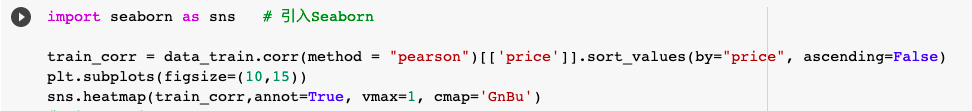 import seaborn as sns # 引入Seaborn
train_corr = data_train.corr(method = "pearson")[['price']].sort_values(by="price", ascending=False)
plt.subplots(figsize=(10,15))
sns.heatmap(train_corr,annot=True, vmax=1, cmap='GnBu')